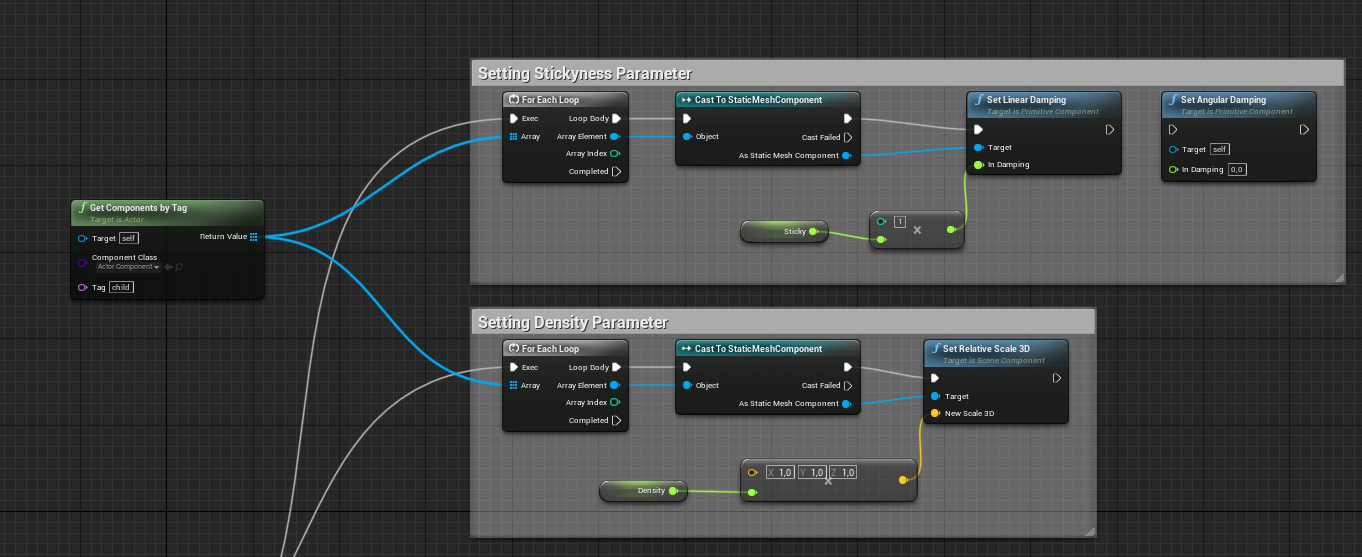 Setting Stickyness Parameter
For Each Loop
Exec
Loop Body
Array
Array Element
Array Index
Completed
Cast To StaticMeshComponent
Object
Cast Failed
As Static Mesh Component
Set Linear Damping
Target is Primitive Component
Target
In Damping
Set Angular Damping
Target is Primitive Component
Target self
In Damping 0,0
Sticky
1
Get Components by Tag
Target is Actor
Target self
Return Value
Component Class
Actor Component
Tag child
Setting Density Parameter
For Each Loop
Exec
Loop Body
Array
Array Element
Array Index
Completed
Cast To StaticMeshComponent
Object
Cast Failed
As Static Mesh Component
Set Relative Scale 3D
Target is Scene Component
Target
New Scale 3D
X 1,0 Y 1,0 Z 1,0
Density